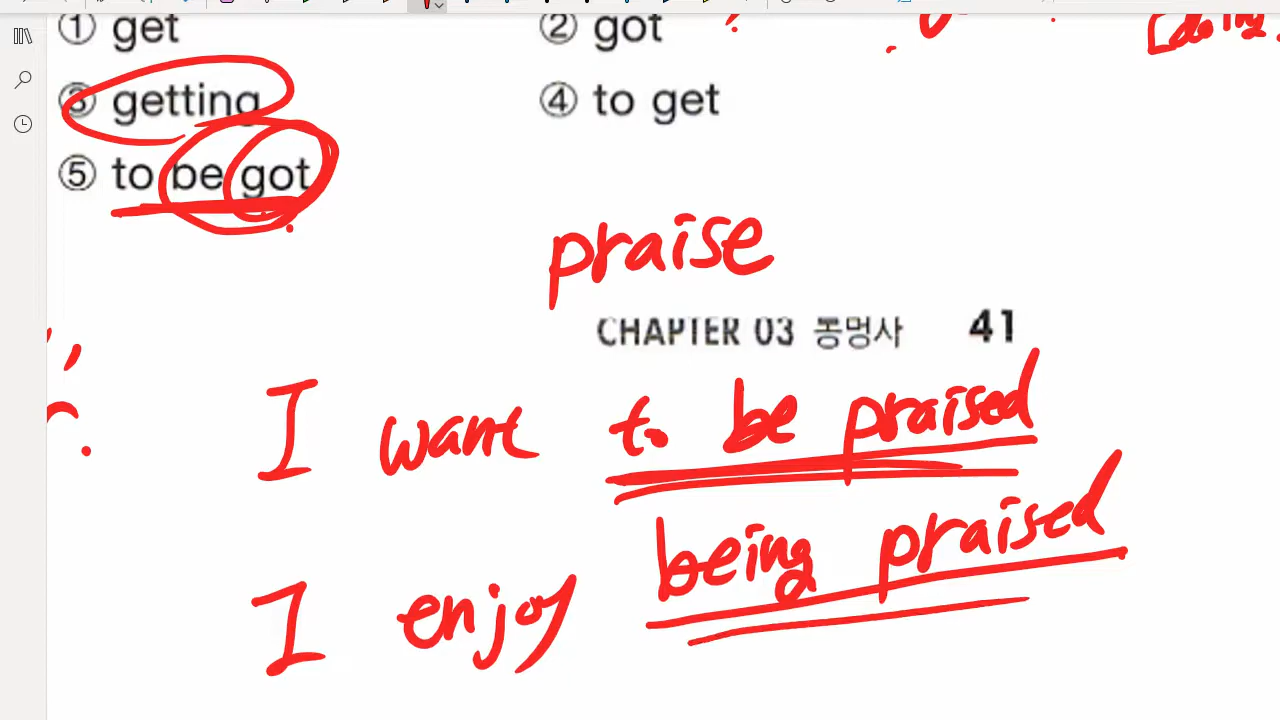 ① get ② got
[doing.
③ getting ④ to get
⑤ to be got
praise
CHAPTER 03 동명사 41
I want to be praised
I enjoy being praised